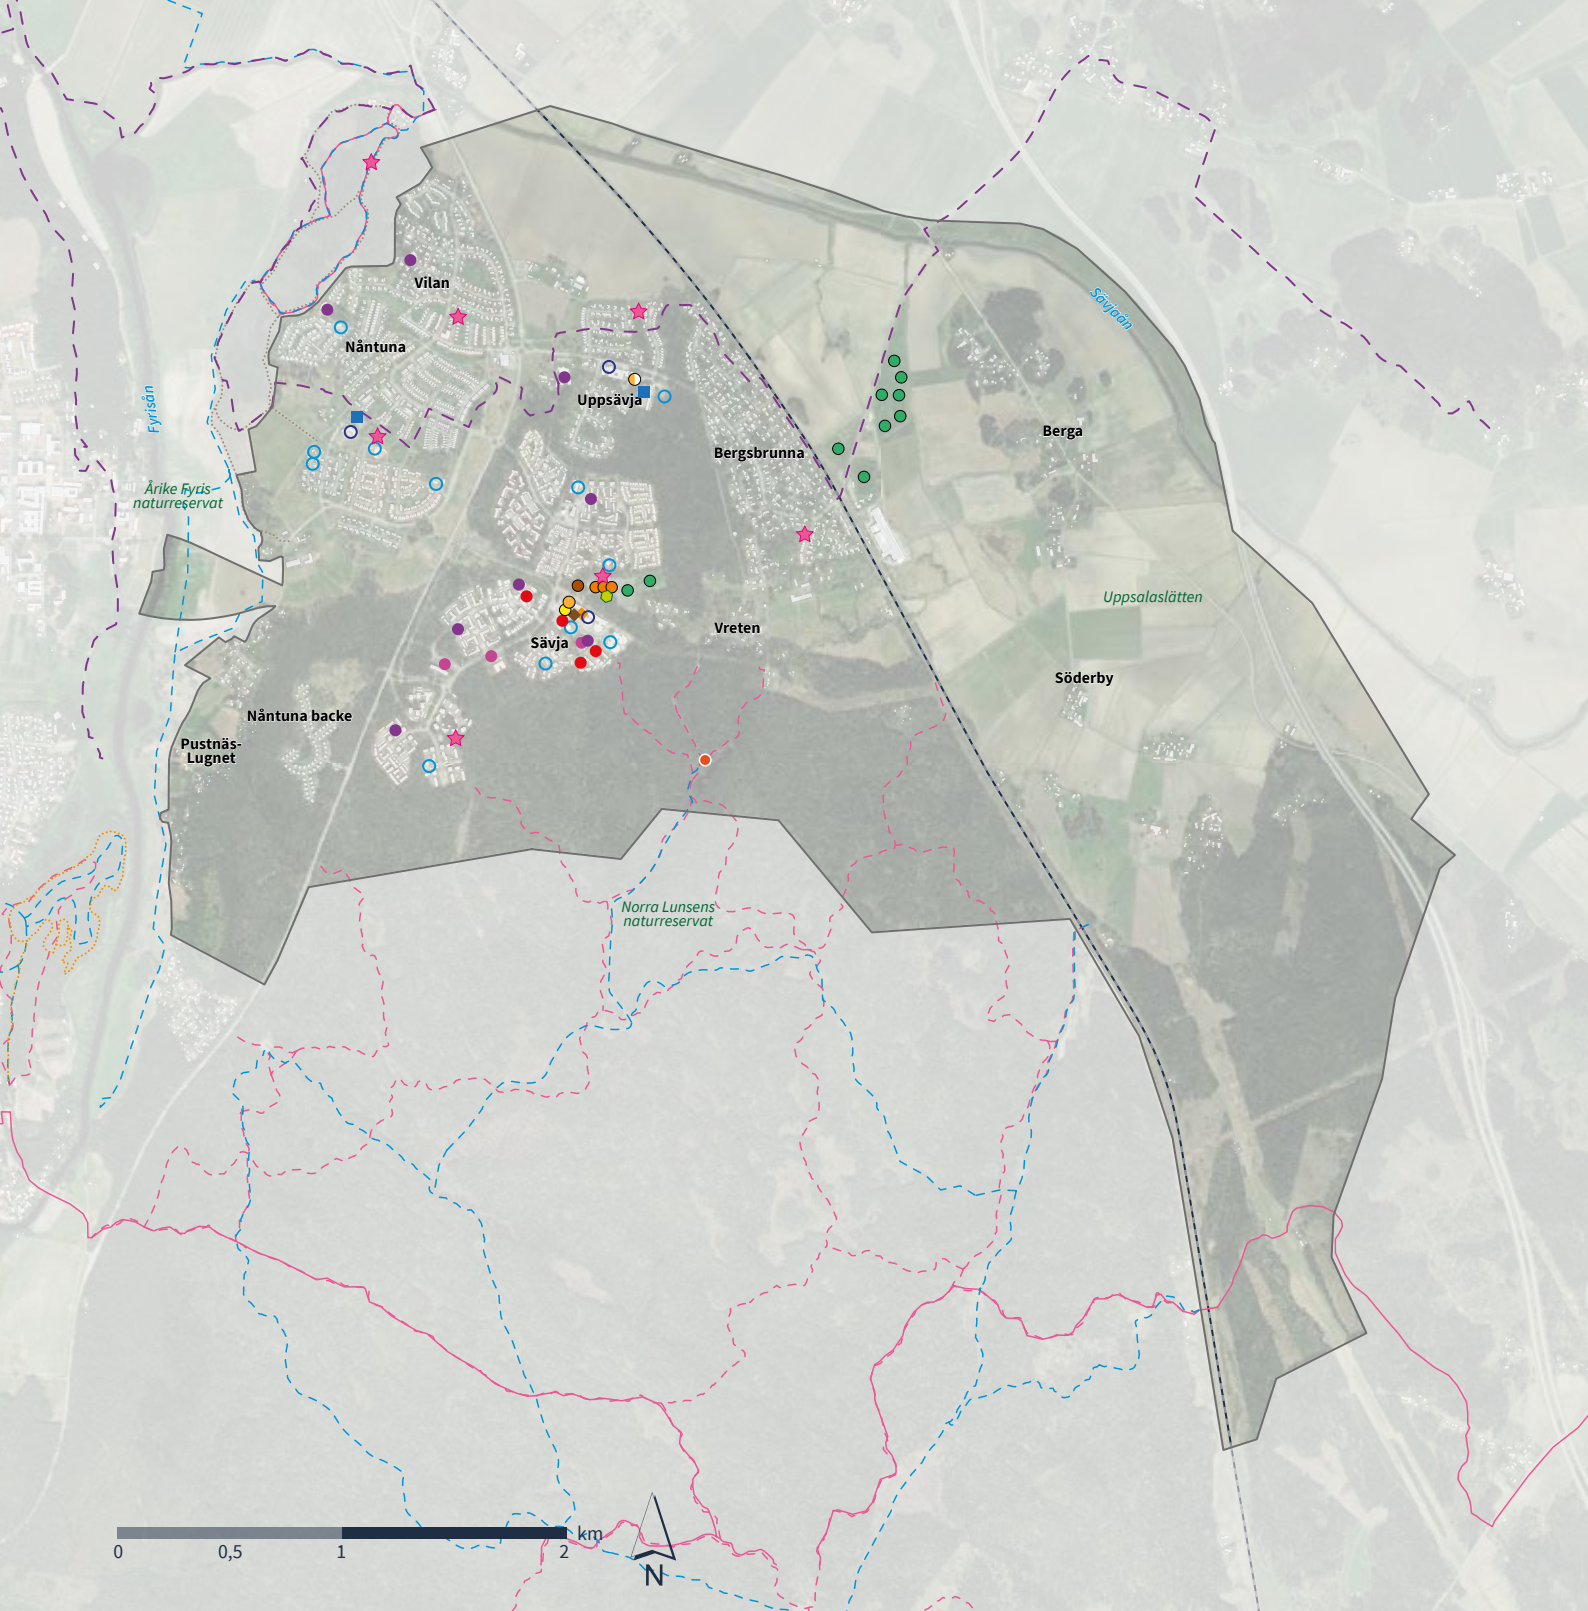 Vilan
Sävjaån
Nåntuna
Fyrisån
Uppsävja
Bergsbrunna
Berga
Årike Fyris
naturreservat
Uppsalaslätten
Vreten
Sävja
Söderby
Nåntuna backe
Pustnäs-
Lugnet
Norra Lunsens
naturreservat
km
0 0,5 1 2
N